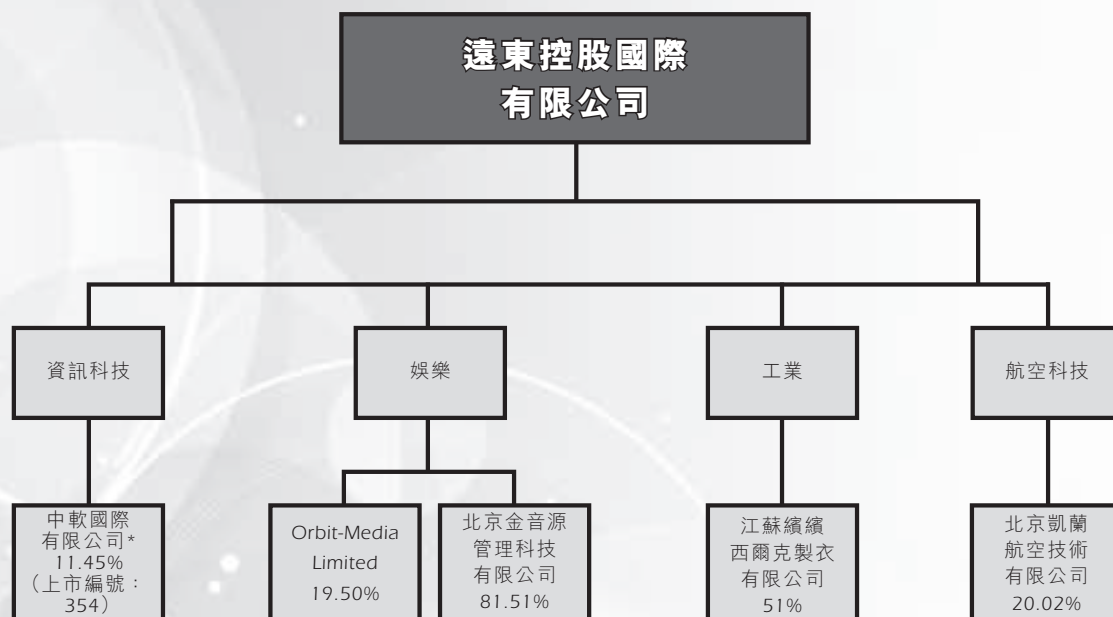 遠東控股國際
有限公司
資訊科技
娛樂
工業
航空科技
中軟國際
有限公司*
11.45%
（上市編號：
354）
Orbit-Media
Limited
19.50%
北京金音源
管理科技
有限公司
81.51%
江蘇繽繽
西爾克製衣
有限公司
51%
北京凱蘭
航空技術
有限公司
20.02%